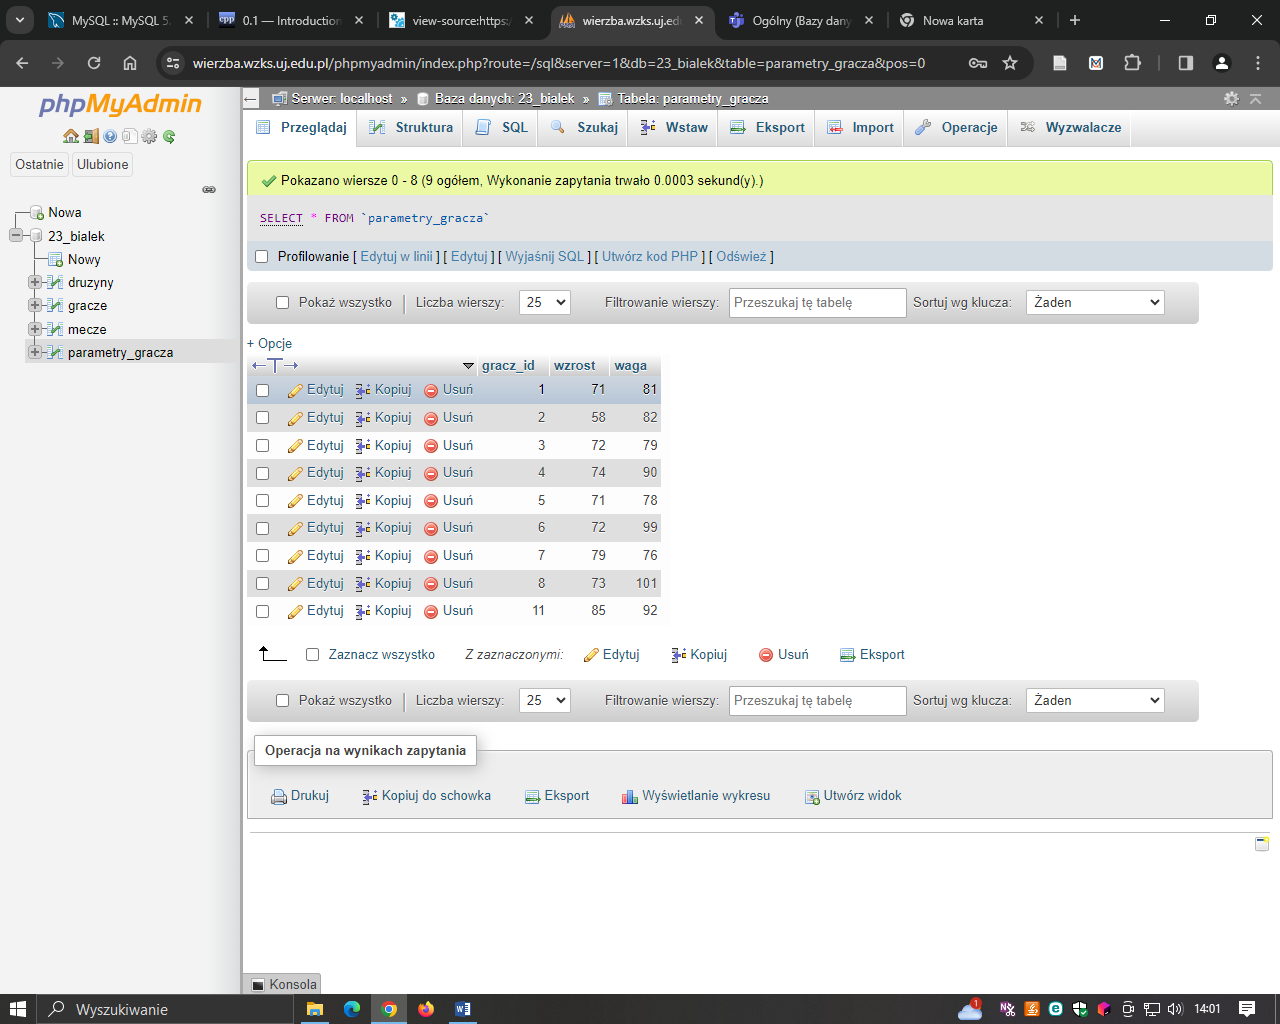 MySQL :: MySQL 5.
0.1 — Introduction
view-source:https:/
wierzba.wzks.uj.ed
Ogólny (Bazy dany
Nowa karta
wierzba.wzks.uj.edu.pl/phpmyadmin/index.php?route=/sql&server=1&db=23_bialek&table=parametry_gracza&pos=0
phpMyAdmin
Ostatnie Ulubione
Nowa
23_bialek
Nowy
druzyny
gracze
mecze
parametry_gracza
Serwer: localhost » Baza danych: 23_bialek » Tabela: parametry_gracza
Przeglądaj Struktura SQL Szukaj Wstaw Eksport Import Operacje Wyzwalacze
Pokazano wiersze 0 - 8 (9 ogółem, Wykonanie zapytania trwało 0.0003 sekund(y).)
SELECT * FROM `parametry_gracza`
Profilowanie [ Edytuj w linii ] [ Edytuj ] [ Wyjaśnij SQL ] [ Utwórz kod PHP ] [ Odśwież ]
Pokaż wszystko Liczba wierszy: 25 Filtrowanie wierszy: Przeszukaj tę tabelę Sortuj wg klucza: Żaden
+ Opcje
gracz_id wzrost waga
Edytuj Kopiuj Usuń 1 71 81
Edytuj Kopiuj Usuń 2 58 82
Edytuj Kopiuj Usuń 3 72 79
Edytuj Kopiuj Usuń 4 74 90
Edytuj Kopiuj Usuń 5 71 78
Edytuj Kopiuj Usuń 6 72 99
Edytuj Kopiuj Usuń 7 79 76
Edytuj Kopiuj Usuń 8 73 101
Edytuj Kopiuj Usuń 11 85 92
Zaznacz wszystko Z zaznaczonymi: Edytuj Kopiuj Usuń Eksport
Pokaż wszystko Liczba wierszy: 25 Filtrowanie wierszy: Przeszukaj tę tabelę Sortuj wg klucza: Żaden
Operacja na wynikach zapytania
Drukuj Kopiuj do schowka Eksport Wyświetlanie wykresu Utwórz widok
Konsola
Wyszukiwanie
1
14:01